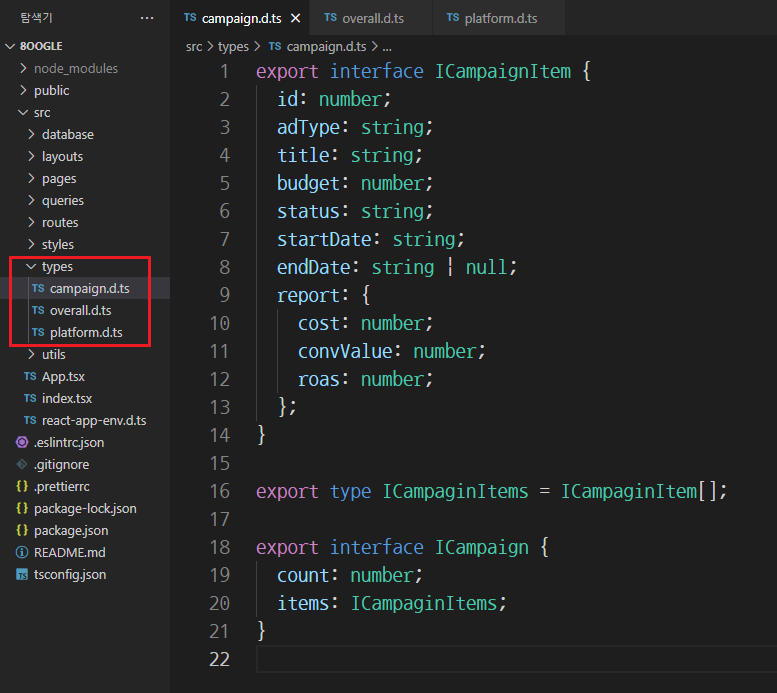 탐색기 ···
8OOGLE
node_modules
public
src
database
layouts
pages
queries
routes
styles
types
TS campaign.d.ts
TS overall.d.ts
TS platform.d.ts
utils
TS App.tsx
TS index.tsx
TS react-app-env.d.ts
.eslintrc.json
.gitignore
{} .prettierrc
{} package-lock.json
{} package.json
README.md
TS tsconfig.json
TS campaign.d.ts × TS overall.d.ts TS platform.d.ts
src > types > TS campaign.d.ts > ...
1 export interface ICampaignItem {
2 id: number;
3 adType: string;
4 title: string;
5 budget: number;
6 status: string;
7 startDate: string;
8 endDate: string | null;
9 report: {
10 cost: number;
11 convValue: number;
12 roas: number;
13 };
14 }
15
16 export type ICampaginItems = ICampaginItem[];
17
18 export interface ICampaign {
19 count: number;
20 items: ICampaginItems;
21 }
22